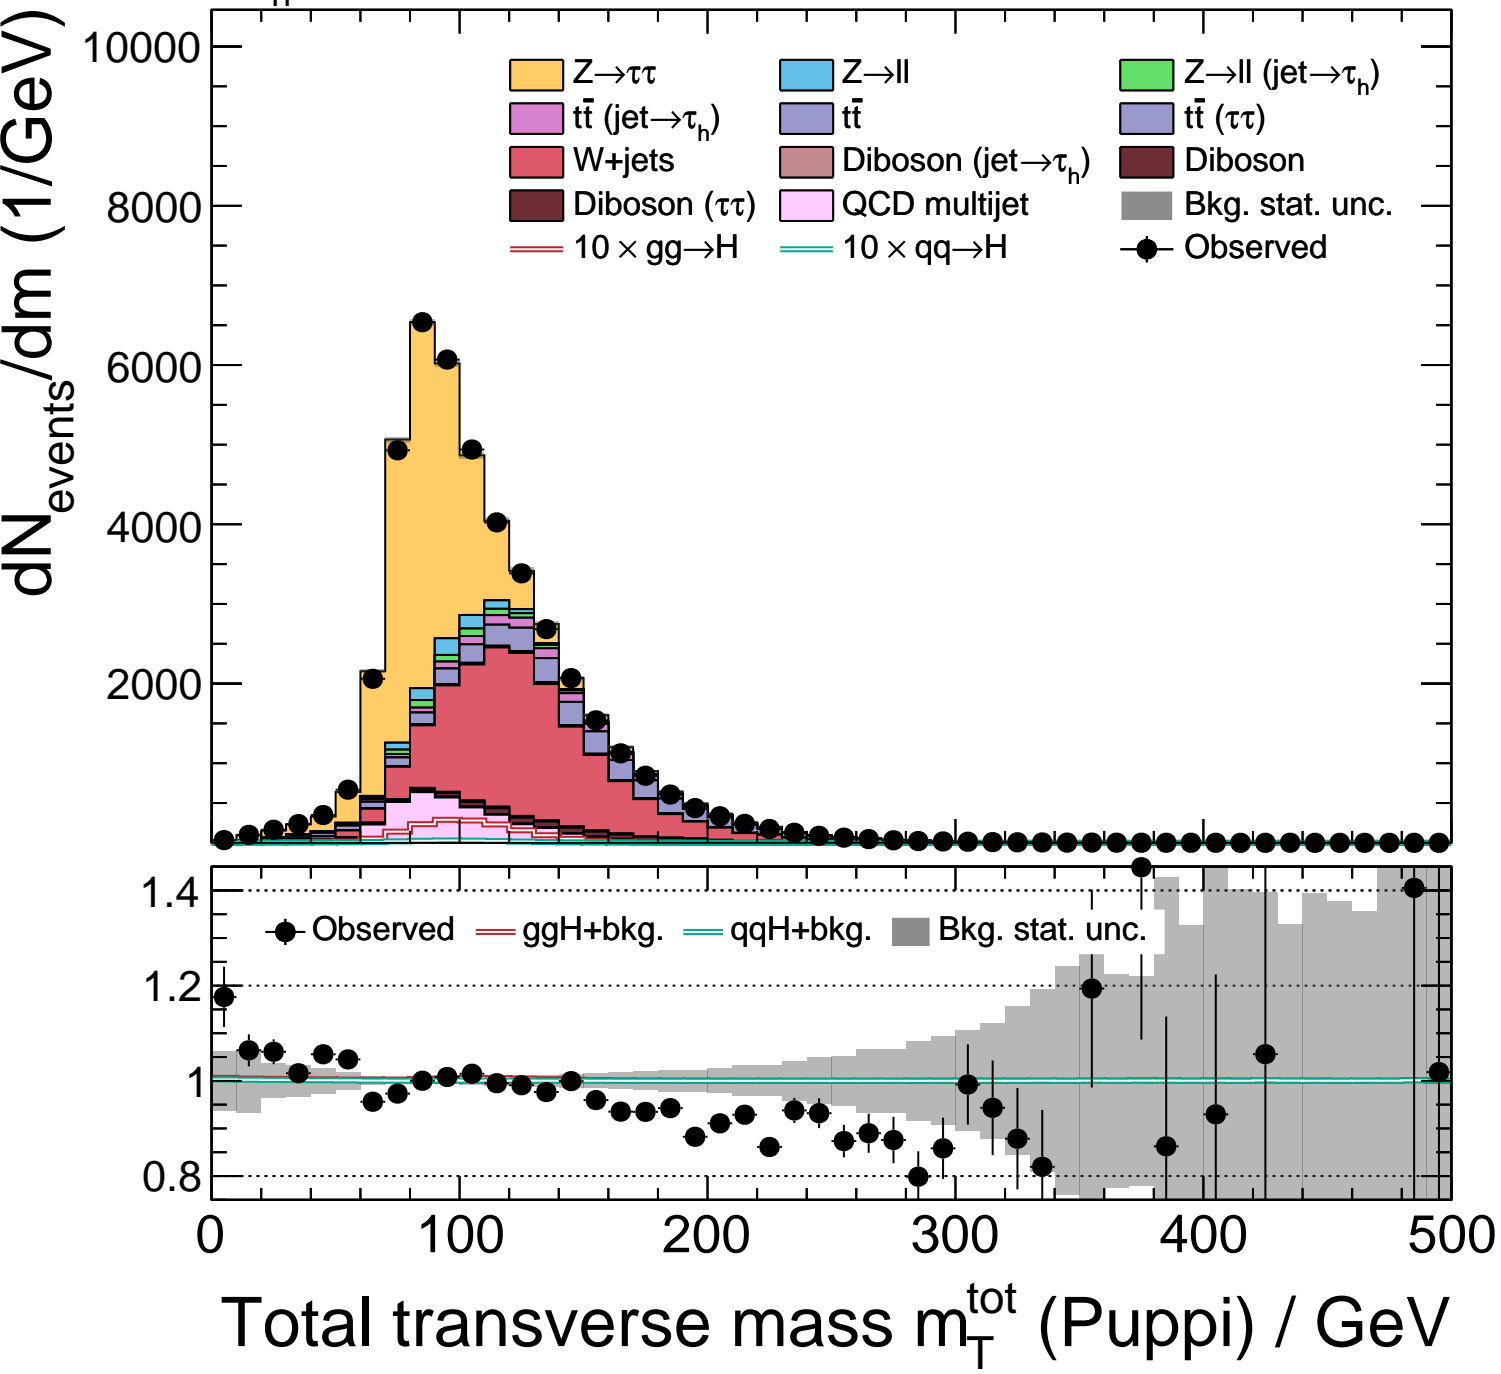 dN_events/dm (1/GeV)
10000
8000
6000
4000
2000
Z→ττ Z→ll Z→ll (jet→τ_h)
tt̄ (jet→τ_h) tt̄ tt̄ (ττ)
W+jets Diboson (jet→τ_h) Diboson
Diboson (ττ) QCD multijet Bkg. stat. unc.
10 × gg→H 10 × qq→H Observed
1.4
1.2
1
0.8
Observed ggH+bkg. qqH+bkg. Bkg. stat. unc.
0 100 200 300 400 500
Total transverse mass m_T^tot (Puppi) / GeV